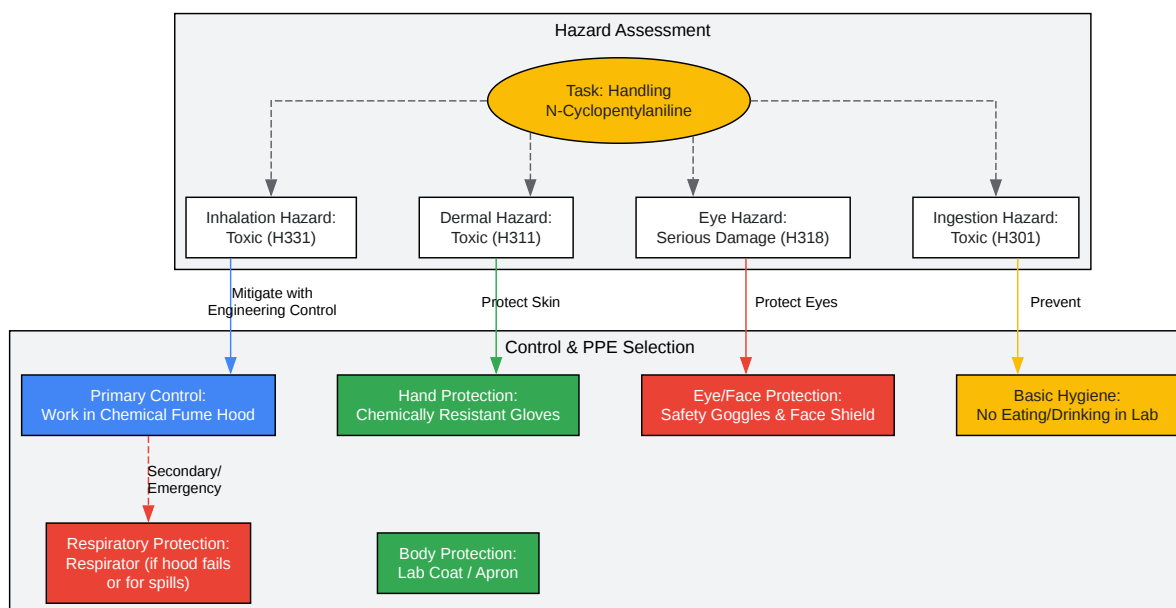 Hazard Assessment
Task: Handling
N-Cyclopentylaniline
Inhalation Hazard:
Toxic (H331)
Dermal Hazard:
Toxic (H311)
Eye Hazard:
Serious Damage (H318)
Ingestion Hazard:
Toxic (H301)
Mitigate with
Engineering Control
Protect Skin
Protect Eyes
Prevent
Control & PPE Selection
Primary Control:
Work in Chemical Fume Hood
Hand Protection:
Chemically Resistant Gloves
Eye/Face Protection:
Safety Goggles & Face Shield
Basic Hygiene:
No Eating/Drinking in Lab
Secondary/
Emergency
Respiratory Protection:
Respirator (if hood fails
or for spills)
Body Protection:
Lab Coat / Apron